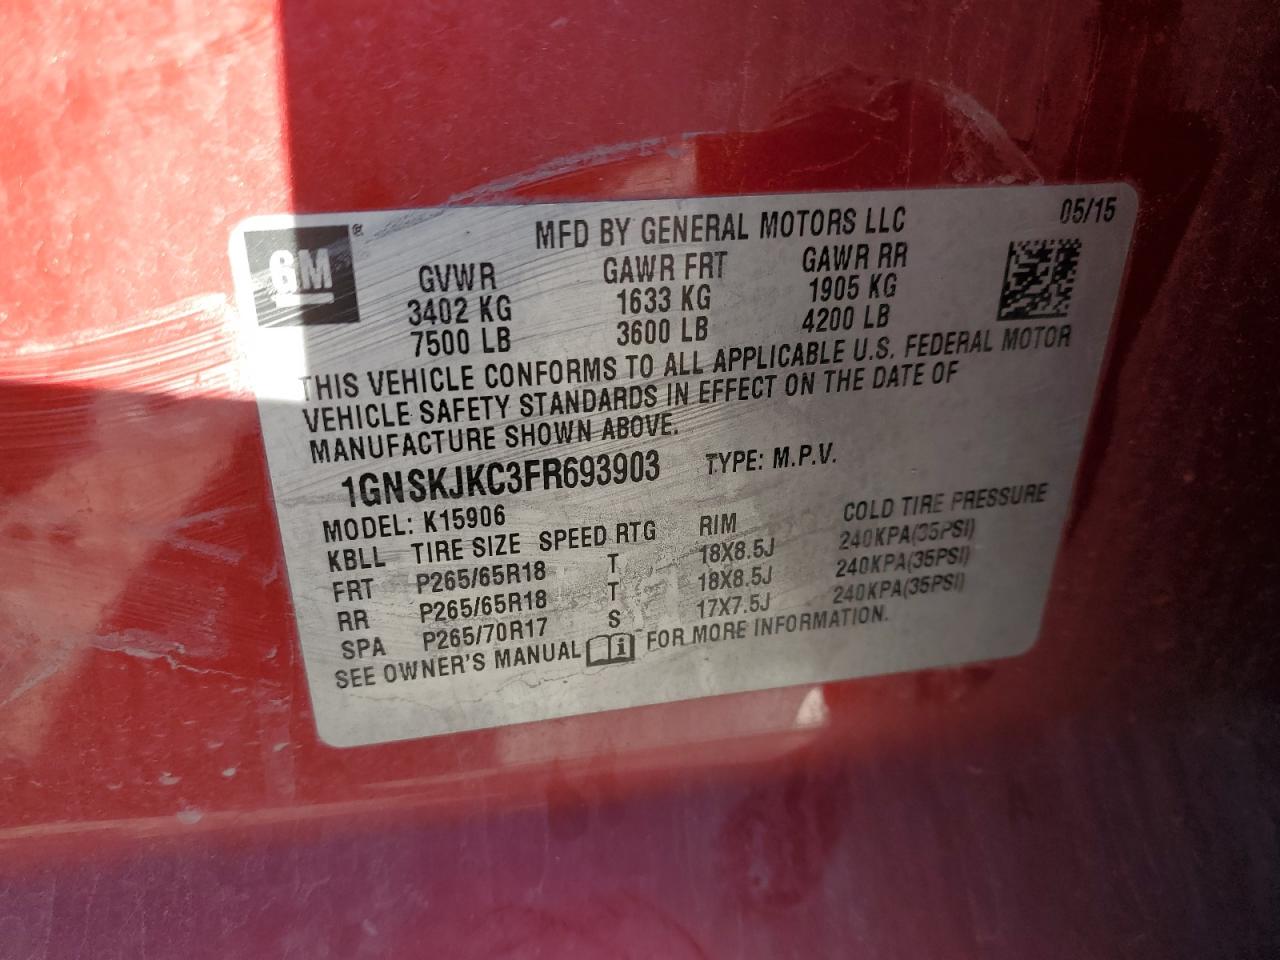 GM®
MFD BY GENERAL MOTORS LLC 05/15
GVWR GAWR FRT GAWR RR
3402 KG 1633 KG 1905 KG
7500 LB 3600 LB 4200 LB
THIS VEHICLE CONFORMS TO ALL APPLICABLE U.S. FEDERAL MOTOR
VEHICLE SAFETY STANDARDS IN EFFECT ON THE DATE OF
MANUFACTURE SHOWN ABOVE.
1GNSKJKC3FR693903 TYPE: M.P.V.
MODEL: K15906
KBLL TIRE SIZE SPEED RTG RIM COLD TIRE PRESSURE
FRT P265/65R18 T 18X8.5J 240KPA(35PSI)
RR P265/65R18 T 18X8.5J 240KPA(35PSI)
SPA P265/70R17 S 17X7.5J 240KPA(35PSI)
SEE OWNER'S MANUAL FOR MORE INFORMATION.